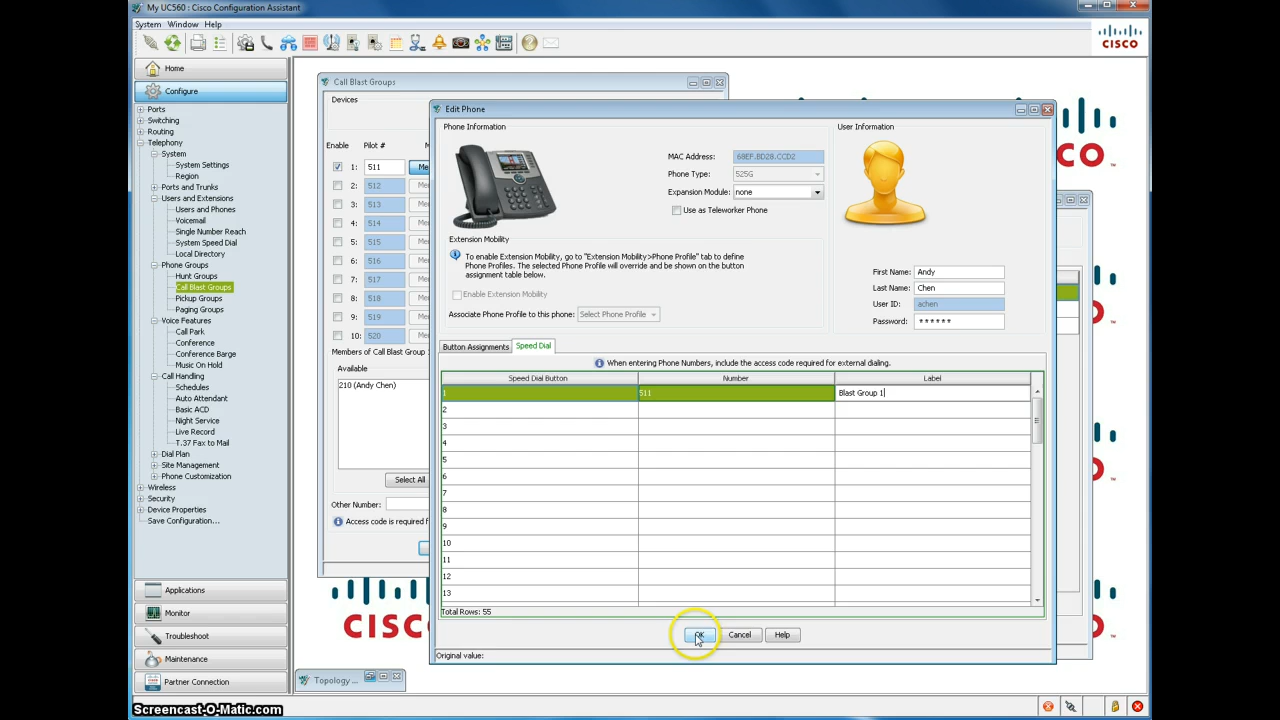 My UC560 : Cisco Configuration Assistant
System Window Help
CISCO
Home
Configure
Ports
Switching
Routing
Telephony
System
System Settings
Region
Ports and Trunks
Users and Extensions
Users and Phones
Voicemail
Single Number Reach
System Speed Dial
Local Directory
Phone Groups
Hunt Groups
Call Blast Groups
Pickup Groups
Paging Groups
Voice Features
Call Park
Conference
Conference Barge
Music On Hold
Call Handling
Schedules
Auto Attendant
Basic ACD
Night Service
Live Record
T.37 Fax to Mail
Dial Plan
Site Management
Phone Customization
Wireless
Security
Device Properties
Save Configuration...
Applications
Monitor
Troubleshoot
Maintenance
Partner Connection
Call Blast Groups
Devices
Enable Pilot #
1: 511
2: 512
3: 513
4: 514
5: 515
6: 516
7: 517
8: 518
9: 519
10: 520
Members of Call Blast Group
Available
210 (Andy Chen)
Select All
Other Number:
Access code is required
Topology ...
Edit Phone
Phone Information
MAC Address: 68EF.BD28.CCD2
Phone Type: 525G
Expansion Module: none
Use as Teleworker Phone
Extension Mobility
To enable Extension Mobility, go to "Extension Mobility>Phone Profile" tab to define
Phone Profiles. The selected Phone Profile will override and be shown on the button
assignment table below.
Enable Extension Mobility
Associate Phone Profile to this phone: Select Phone Profile
User Information
First Name: Andy
Last Name: Chen
User ID: achen
Password: ******
Button Assignments Speed Dial
When entering Phone Numbers, include the access code required for external dialing.
Speed Dial Button Number Label
1 511 Blast Group 1
2
3
4
5
6
7
8
9
10
11
12
13
Total Rows: 55
OK Cancel Help
Original value:
CISCO
Screencast-O-Matic.com